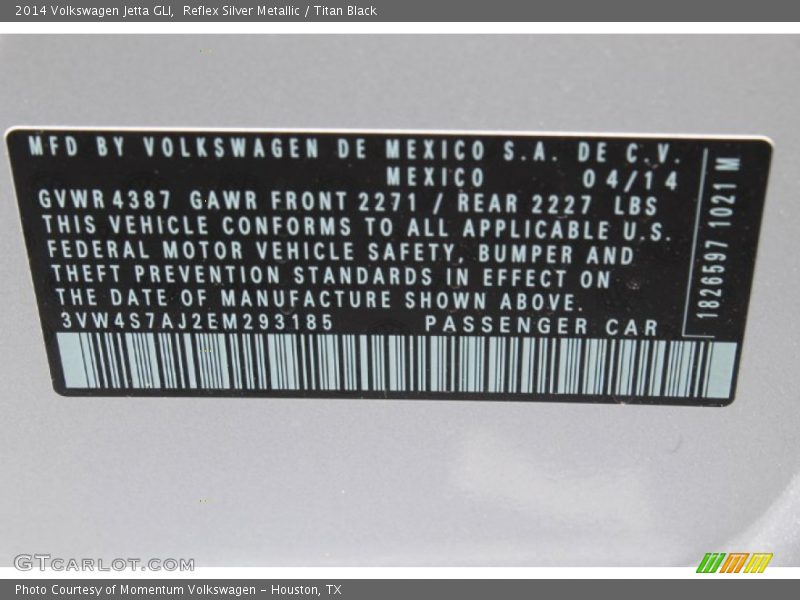 2014 Volkswagen Jetta GLI, Reflex Silver Metallic / Titan Black
MFD BY VOLKSWAGEN DE MEXICO S.A. DE C.V.
MEXICO 04/14
GVWR 4387 GAWR FRONT 2271 / REAR 2227 LBS
THIS VEHICLE CONFORMS TO ALL APPLICABLE U.S.
FEDERAL MOTOR VEHICLE SAFETY, BUMPER AND
THEFT PREVENTION STANDARDS IN EFFECT ON
THE DATE OF MANUFACTURE SHOWN ABOVE.
3VW4S7AJ2EM293185 PASSENGER CAR
1826597 1021 M
GTCARLOT.COM
Photo Courtesy of Momentum Volkswagen - Houston, TX